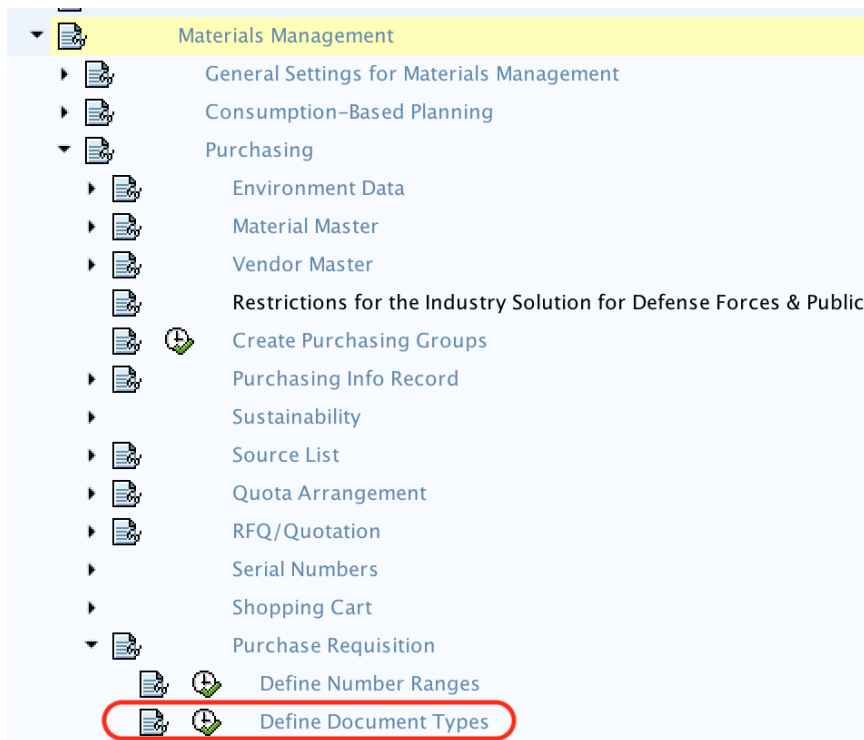 Materials Management
General Settings for Materials Management
Consumption-Based Planning
Purchasing
Environment Data
Material Master
Vendor Master
Restrictions for the Industry Solution for Defense Forces & Public
Create Purchasing Groups
Purchasing Info Record
Sustainability
Source List
Quota Arrangement
RFQ/Quotation
Serial Numbers
Shopping Cart
Purchase Requisition
Define Number Ranges
Define Document Types